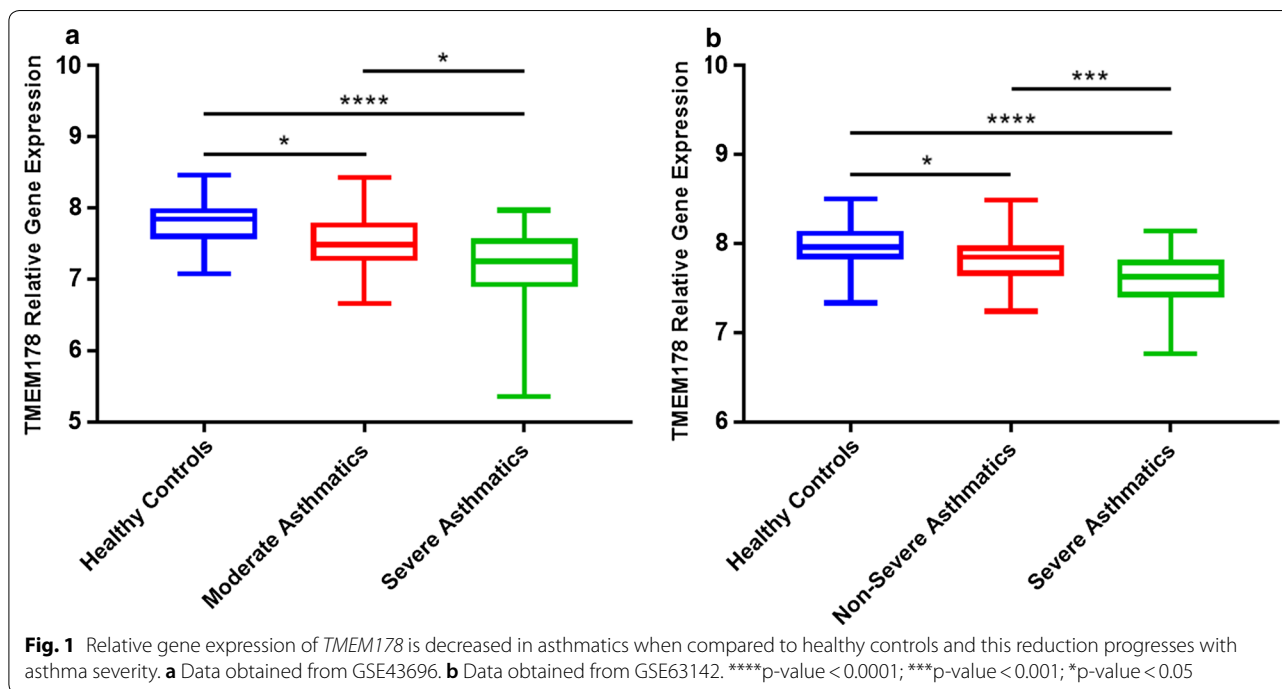 a
TMEM178 Relative Gene Expression
10
9
8
7
6
5
*
****
*
Healthy Controls
Moderate Asthmatics
Severe Asthmatics
b
TMEM178 Relative Gene Expression
10
9
8
7
6
***
****
*
Healthy Controls
Non-Severe Asthmatics
Severe Asthmatics
Fig. 1 Relative gene expression of TMEM178 is decreased in asthmatics when compared to healthy controls and this reduction progresses with
asthma severity. a Data obtained from GSE43696. b Data obtained from GSE63142. ****p-value < 0.0001; ***p-value < 0.001; *p-value < 0.05